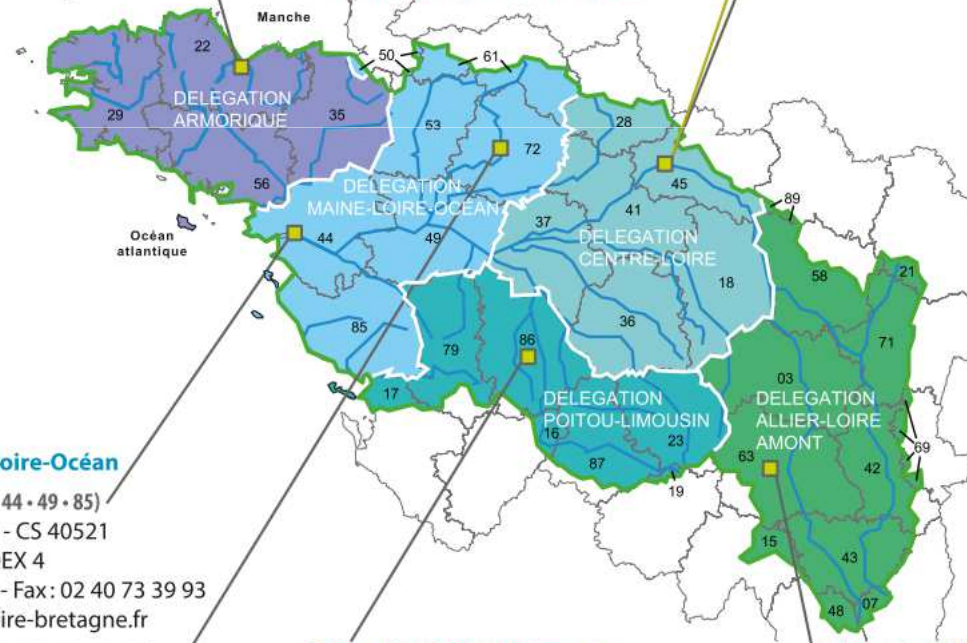 Manche
22
50
61
DELEGATION
ARMORIQUE
29
35
53
28
72
45
56
DELEGATION
MAINE-LOIRE-OCEAN
89
41
37
Océan
atlantique
44
49
DELEGATION
CENTRE-LOIRE
58
21
18
85
36
71
79
86
03
17
DELEGATION
POITOU-LIMOUSIN
DELEGATION
ALLIER-LOIRE
AMONT
16
23
69
63
87
42
19
15
43
48
07
oire-Océan
44 • 49 • 85)
- CS 40521
EX 4
- Fax : 02 40 73 39 93
ire-bretagne.fr